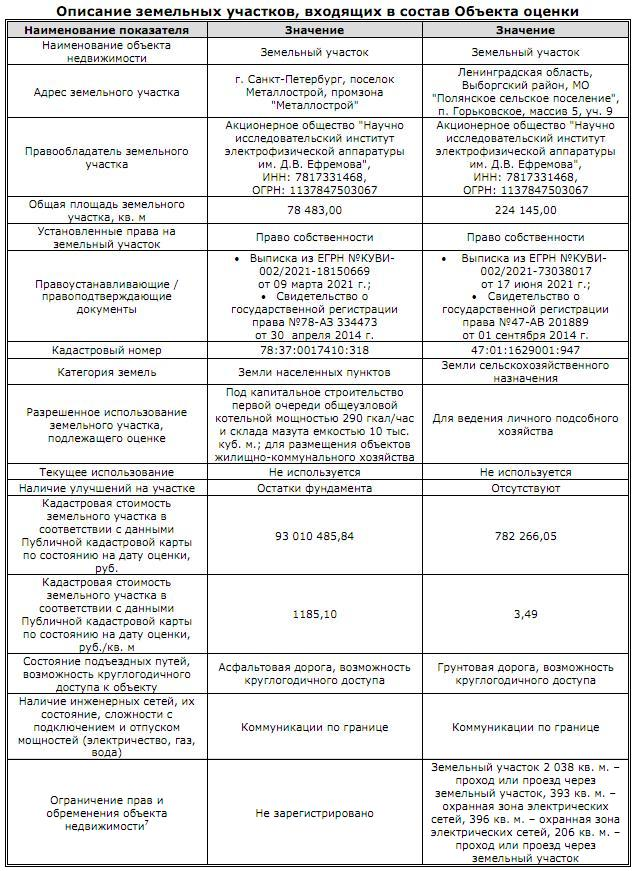 Описание земельных участков, входящих в состав Объекта оценки
Наименование показателя
Значение
Значение
Наименование объекта
недвижимости
Земельный участок
Земельный участок
Адрес земельного участка
г. Санкт-Петербург, поселок
Металлострой, промзона
"Металлострой"
Ленинградская область,
Выборгский район, МО
"Полянское сельское поселение",
п. Горьковское, массив 5, уч. 9
Правообладатель земельного
участка
Акционерное общество "Научно
исследовательский институт
электрофизической аппаратуры
им. Д.В. Ефремова",
ИНН: 7817331468,
ОГРН: 1137847503067
Акционерное общество "Научно
исследовательский институт
электрофизической аппаратуры
им. Д.В. Ефремова",
ИНН: 7817331468,
ОГРН: 1137847503067
Общая площадь земельного
участка, кв. м
78 483,00
224 145,00
Установленные права на
земельный участок
Право собственности
Право собственности
Правоустанавливающие /
правоподтверждающие
документы
• Выписка из ЕГРН №КУВИ-
002/2021-18150669
от 09 марта 2021 г.;
• Свидетельство о
государственной регистрации
права №78-АЗ 334473
от 30 апреля 2014 г.
• Выписка из ЕГРН №КУВИ-
002/2021-73038017
от 17 июня 2021 г.;
• Свидетельство о
государственной регистрации
права №47-АВ 201889
от 01 сентября 2014 г.
Кадастровый номер
78:37:0017410:318
47:01:1629001:947
Категория земель
Земли населенных пунктов
Земли сельскохозяйственного
назначения
Разрешенное использование
земельного участка,
подлежащего оценке
Под капитальное строительство
первой очереди общеузловой
котельной мощностью 290 гкал/час
и склада мазута емкостью 10 тыс.
куб. м.; для размещения объектов
жилищно-коммунального хозяйства
Для ведения личного подсобного
хозяйства
Текущее использование
Не используется
Не используется
Наличие улучшений на участке
Остатки фундамента
Отсутствуют
Кадастровая стоимость
земельного участка в
соответствии с данными
Публичной кадастровой карты
по состоянию на дату оценки,
руб.
93 010 485,84
782 266,05
Кадастровая стоимость
земельного участка в
соответствии с данными
Публичной кадастровой карты
по состоянию на дату оценки,
руб./кв. м
1185,10
3,49
Состояние подъездных путей,
возможность круглогодичного
доступа к объекту
Асфальтовая дорога, возможность
круглогодичного доступа
Грунтовая дорога, возможность
круглогодичного доступа
Наличие инженерных сетей, их
состояние, сложности с
подключением и отпуском
мощностей (электричество, газ,
вода)
Коммуникации по границе
Коммуникации по границе
Ограничение прав и
обременения объекта
недвижимости7
Не зарегистрировано
Земельный участок 2 038 кв. м. –
проход или проезд через
земельный участок, 393 кв. м. –
охранная зона электрических
сетей, 396 кв. м. – охранная зона
электрических сетей, 206 кв. м. –
проход или проезд через
земельный участок